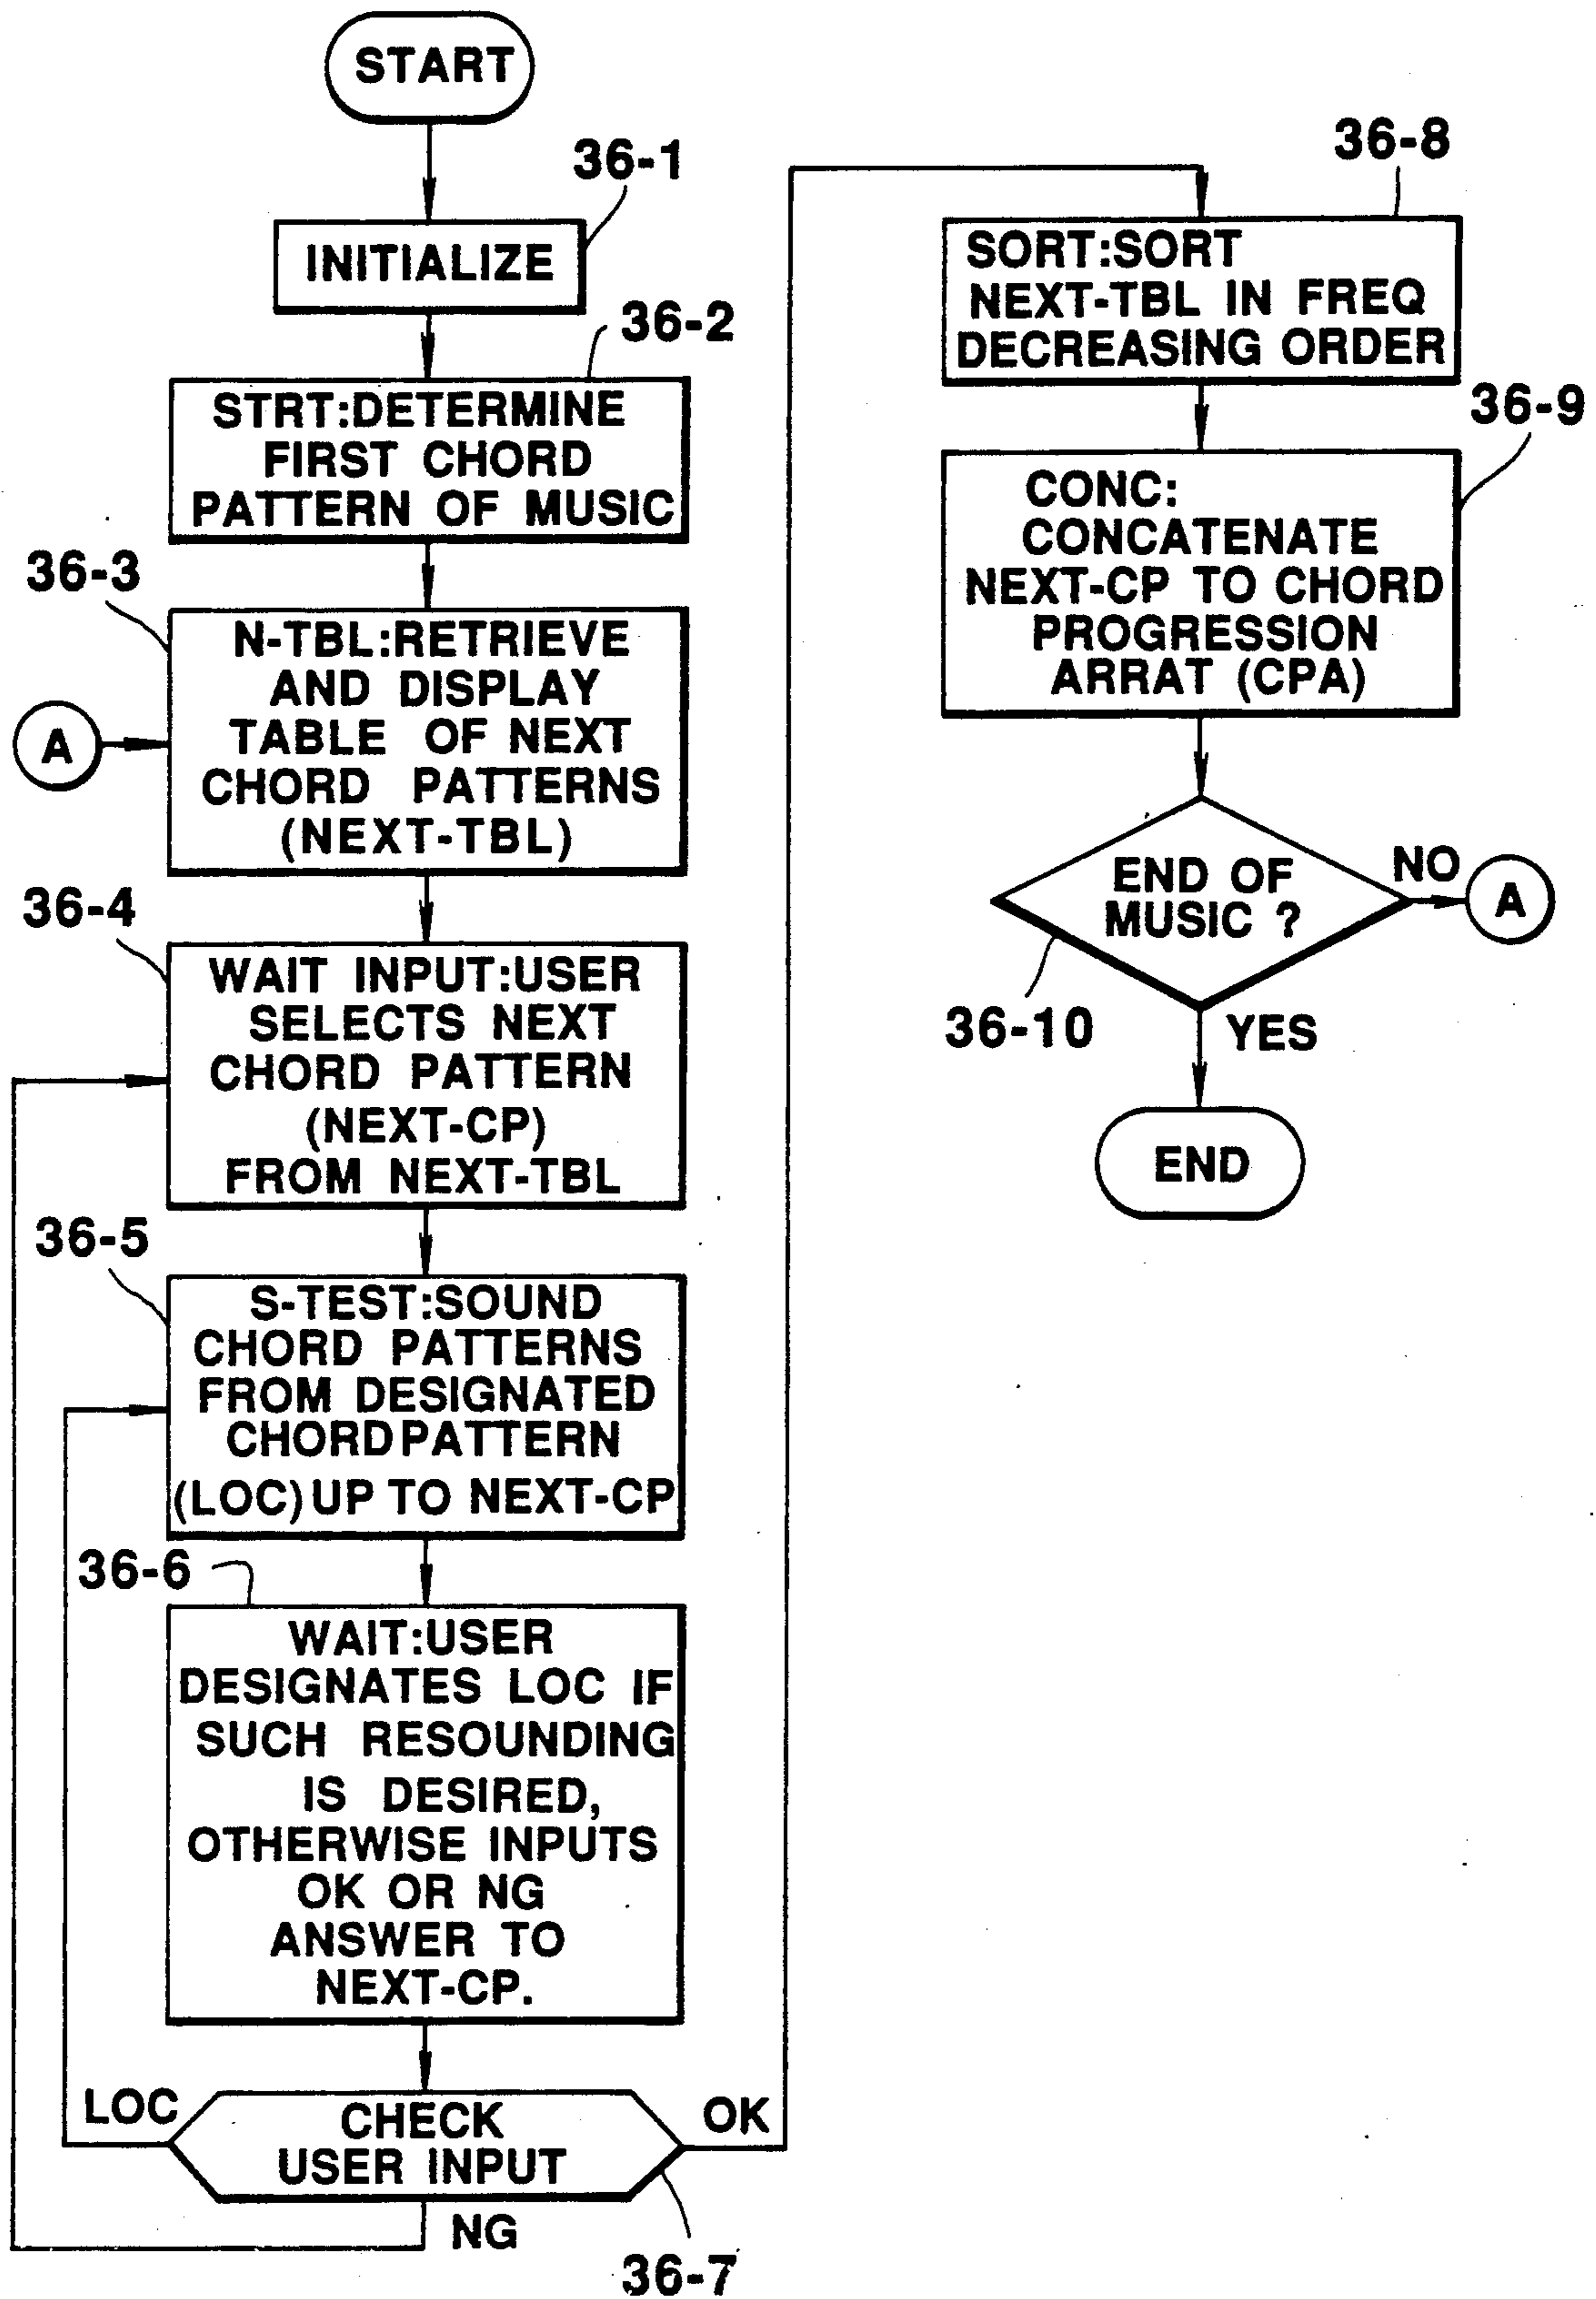 START
36-1
INITIALIZE
36-2
STRT:DETERMINE
FIRST CHORD
PATTERN OF MUSIC
36-3
N-TBL:RETRIEVE
AND DISPLAY
TABLE OF NEXT
CHORD PATTERNS
(NEXT-TBL)
A
36-4
WAIT INPUT:USER
SELECTS NEXT
CHORD PATTERN
(NEXT-CP)
FROM NEXT-TBL
36-5
S-TEST:SOUND
CHORD PATTERNS
FROM DESIGNATED
CHORD PATTERN
(LOC) UP TO NEXT-CP
36-6
WAIT:USER
DESIGNATES LOC IF
SUCH RESOUNDING
IS DESIRED,
OTHERWISE INPUTS
OK OR NG
ANSWER TO
NEXT-CP.
LOC
CHECK
USER INPUT
OK
NG
36-7
36-8
SORT:SORT
NEXT-TBL IN FREQ
DECREASING ORDER
36-9
CONC:
CONCATENATE
NEXT-CP TO CHORD
PROGRESSION
ARRAT (CPA)
END OF
MUSIC ?
NO
A
36-10
YES
END